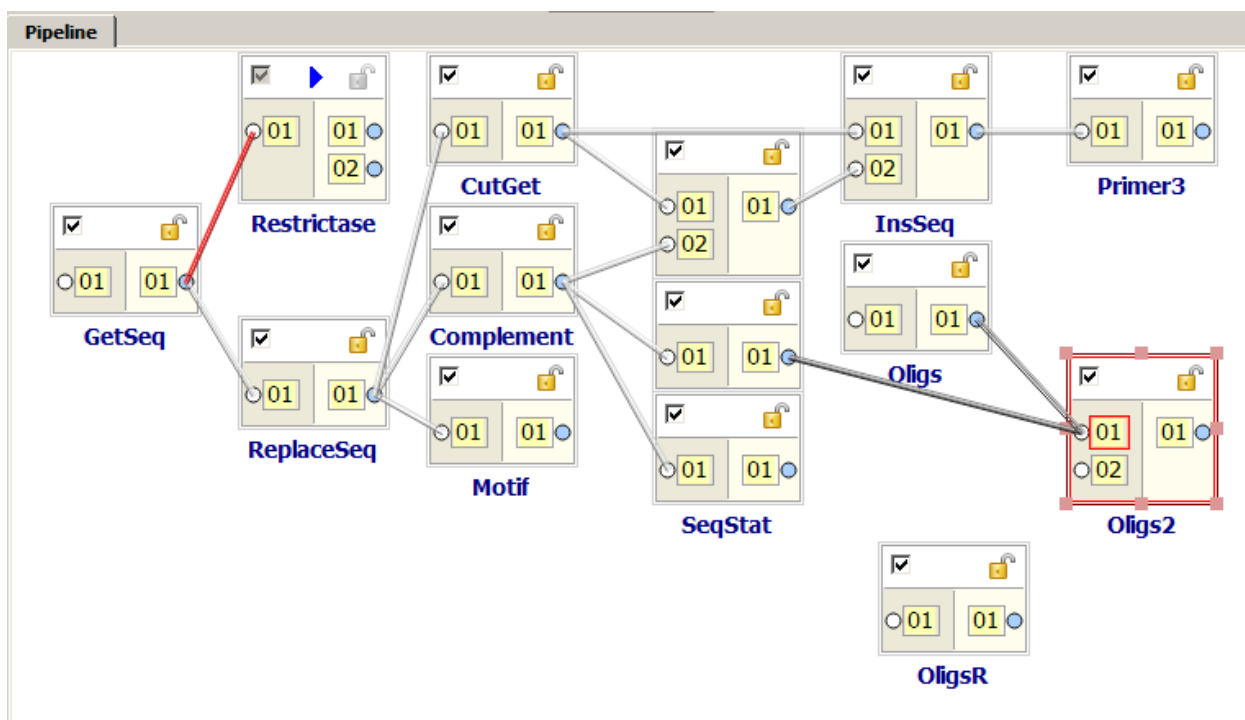 Pipeline
01 01
02
Restrictase
01 01
CutGet
01 01
02
01 01
02
InsSeq
01 01
Primer3
01 01
GetSeq
01 01
ReplaceSeq
01 01
Complement
01 01
Motif
01 01
01 01
SeqStat
01 01
Oligs
01 01
02
Oligs2
01 01
OligsR